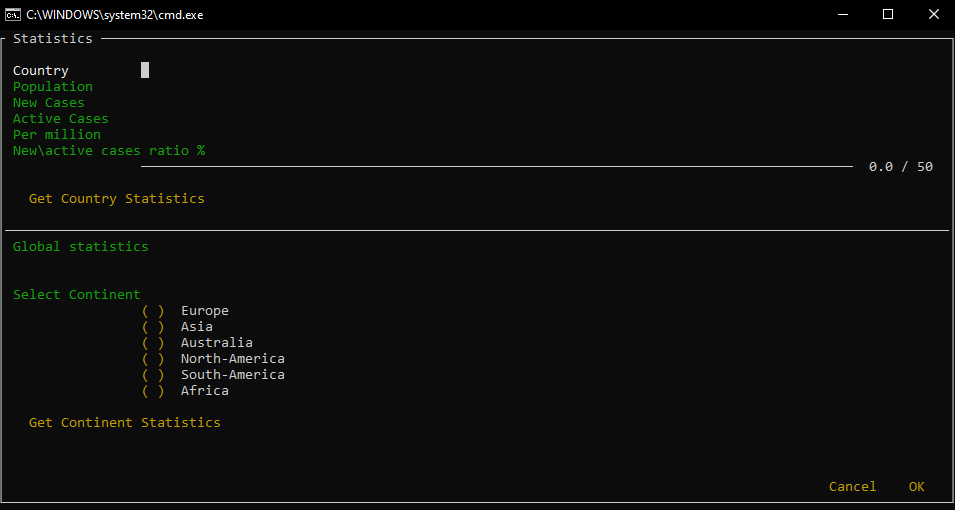 C:\WINDOWS\system32\cmd.exe
Statistics
Country
Population
New Cases
Active Cases
Per million
New\active cases ratio %
0.0 / 50
Get Country Statistics
Global statistics
Select Continent
( ) Europe
( ) Asia
( ) Australia
( ) North-America
( ) South-America
( ) Africa
Get Continent Statistics
Cancel OK